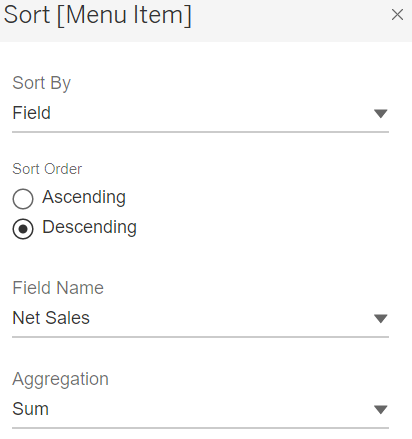 Sort [Menu Item]
Sort By
Field
Sort Order
Ascending
Descending
Field Name
Net Sales
Aggregation
Sum